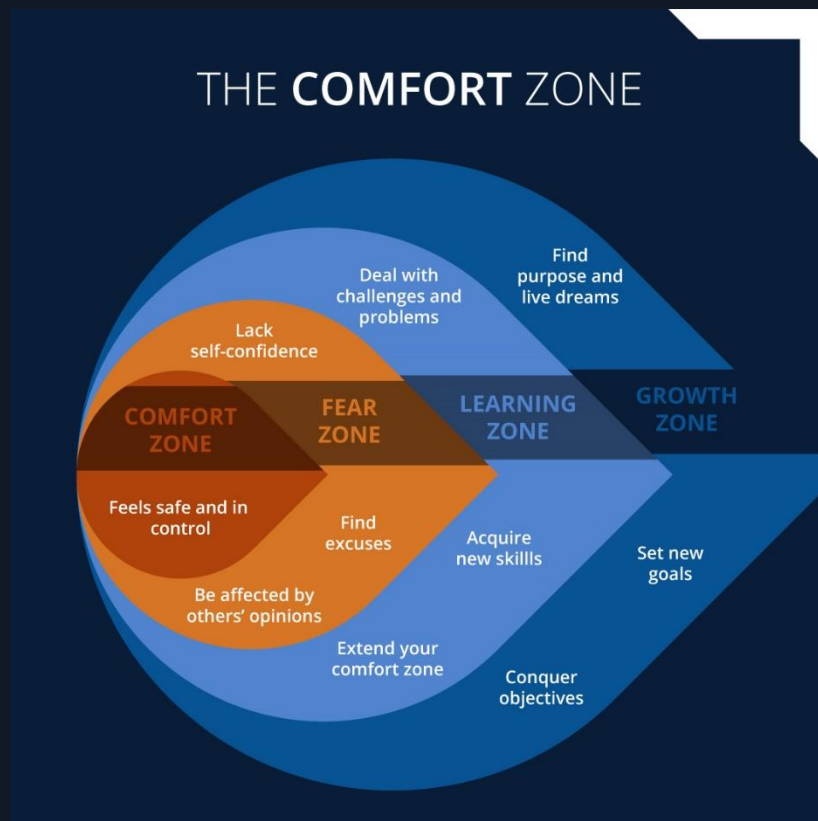 THE COMFORT ZONE
Find
purpose and
live dreams
Deal with
challenges and
problems
Lack
self-confidence
COMFORT
ZONE
FEAR
ZONE
LEARNING
ZONE
GROWTH
ZONE
Feels safe and in
control
Find
excuses
Be affected by
others’ opinions
Acquire
new skillls
Extend your
comfort zone
Set new
goals
Conquer
objectives